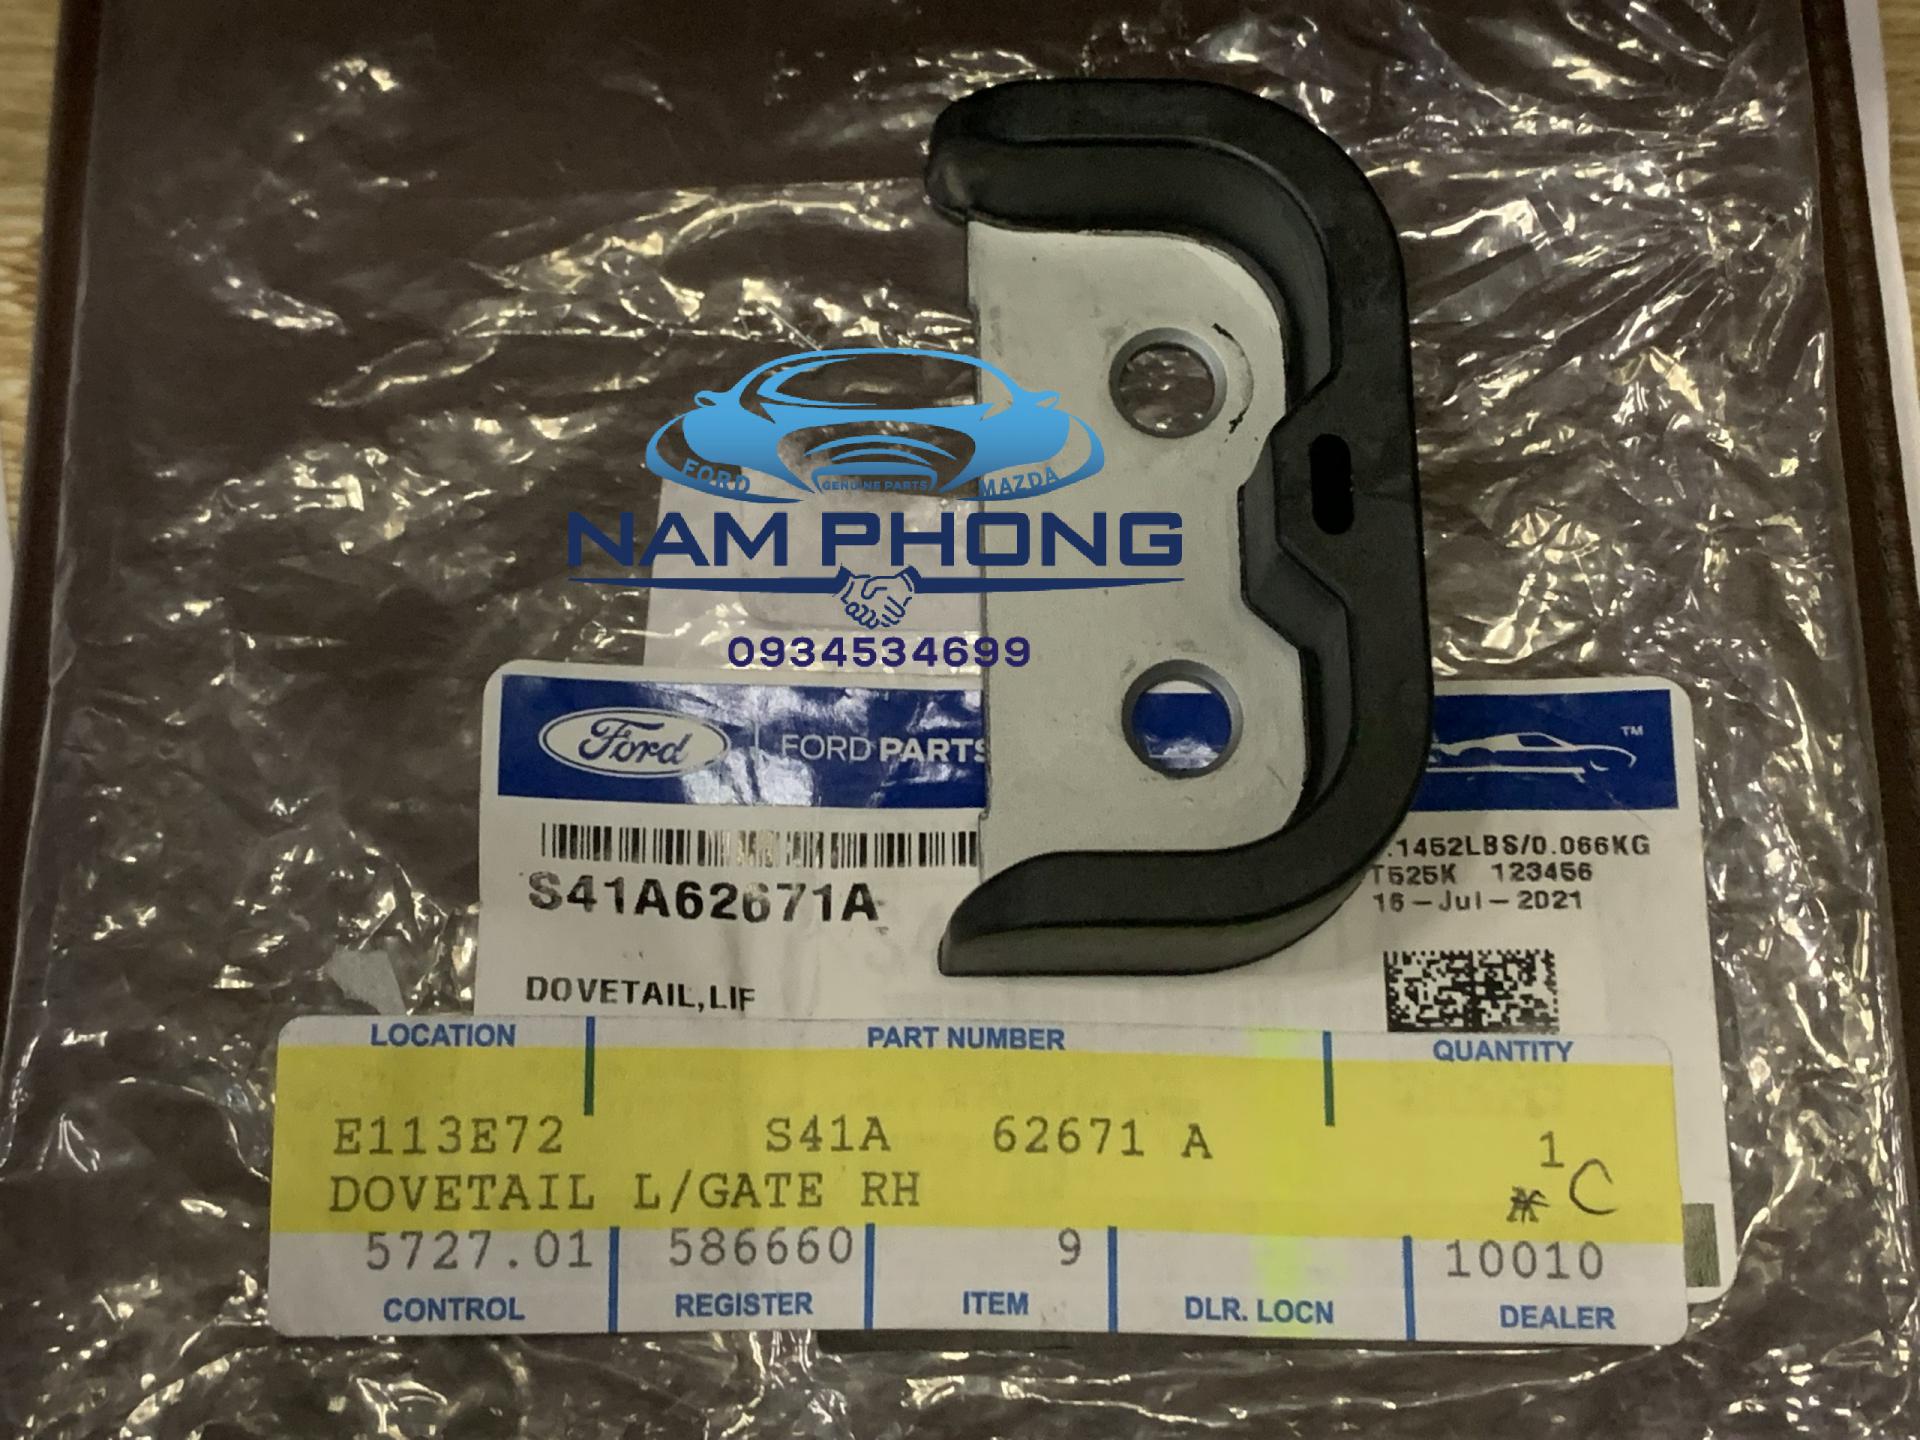 FORD GENUINE PARTS MAZDA
NAM PHONG
0934534699
Ford FORD PARTS
TM
S41A62671A
.1452LBS/0.066KG
T525K 123456
16-Jul-2021
DOVETAIL,LIF
LOCATION PART NUMBER QUANTITY
E113E72 S41A 62671 A 1
DOVETAIL L/GATE RH C
5727.01 586660 9 10010
CONTROL REGISTER ITEM DLR. LOCN DEALER